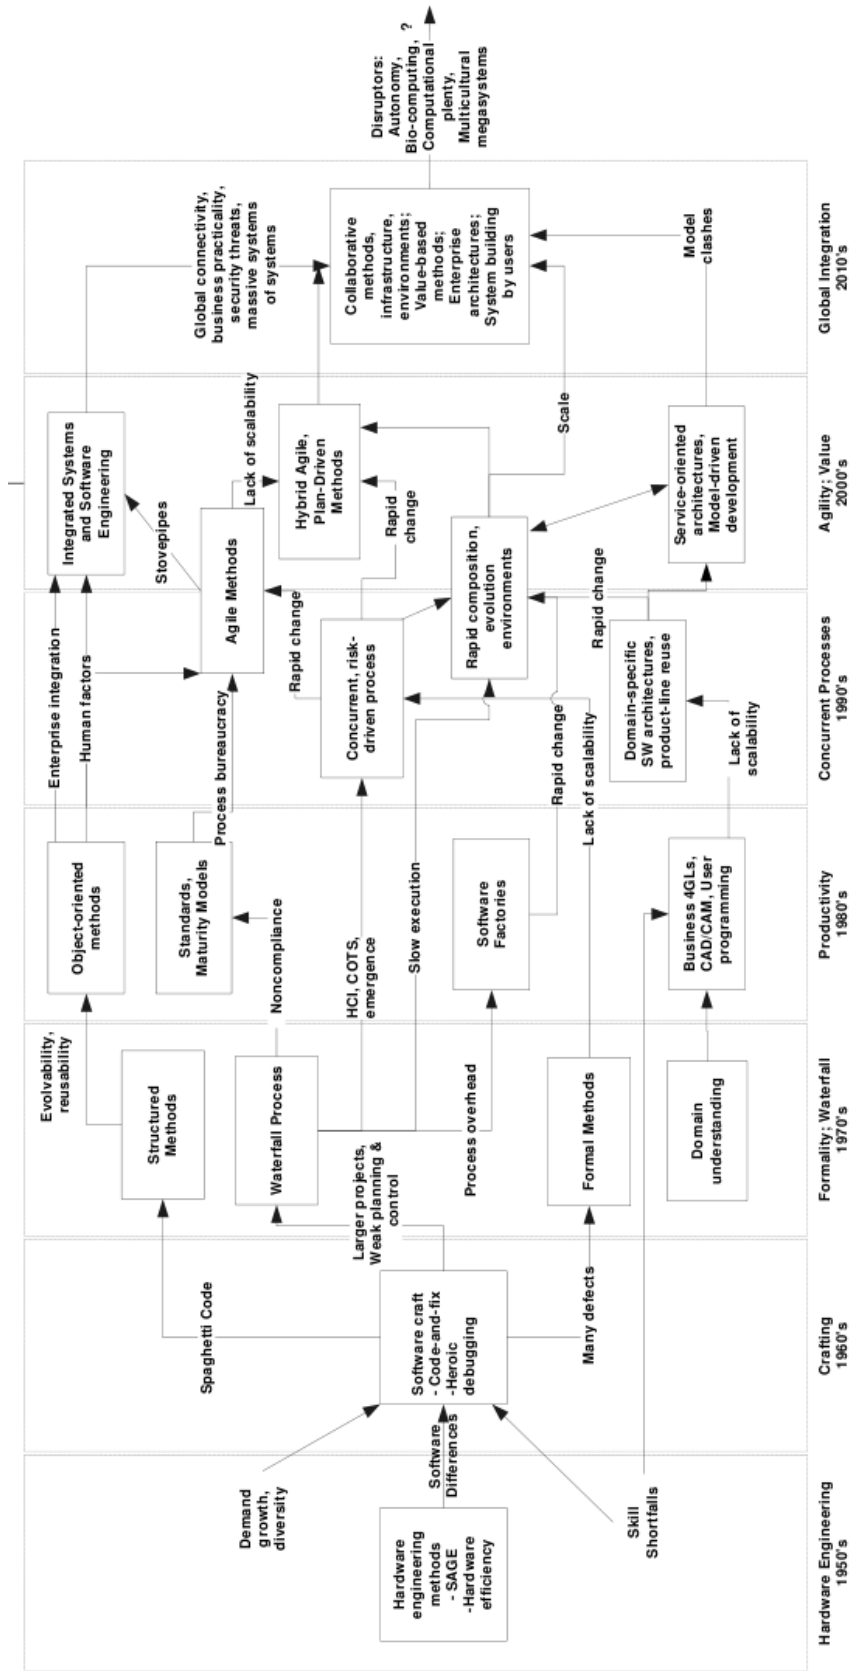 Hardware
engineering
methods
- SAGE
-Hardware
efficiency
Demand
growth,
diversity
Software
Differences
Skill
Shortfalls
Hardware Engineering
1950's
Spaghetti Code
Software craft
- Code-and-fix
-Heroic
debugging
Many defects
Crafting
1960's
Larger projects,
Weak planning &
control
Evolvability,
reusability
Structured
Methods
Waterfall Process
Noncompliance
Process overhead
Formal Methods
Domain
understanding
Formality; Waterfall
1970's
Object-oriented
methods
Standards,
Maturity Models
HCI, COTS,
emergence
Slow execution
Software
Factories
Business 4GLs,
CAD/CAM, User
programming
Productivity
1980's
Enterprise integration
Human factors
Process bureaucracy
Rapid change
Concurrent, risk-
driven process
Rapid change
Lack of scalability
Domain-specific
SW architectures,
product-line reuse
Lack of
scalability
Concurrent Processes
1990's
Integrated Systems
and Software
Engineering
Stovepipes
Agile Methods
Lack of scalability
Hybrid Agile,
Plan-Driven
Methods
Rapid
change
Rapid composition,
evolution
environments
Rapid change
Scale
Service-oriented
architectures,
Model-driven
development
Agility; Value
2000's
Global connectivity,
business practicality,
security threats,
massive systems
of systems
Collaborative
methods,
infrastructure,
environments;
Value-based
methods;
Enterprise
architectures;
System building
by users
Model
clashes
Global Integration
2010's
Disruptors:
Autonomy,
Bio-computing,
Computational
plenty,
Multicultural
megasystems
?